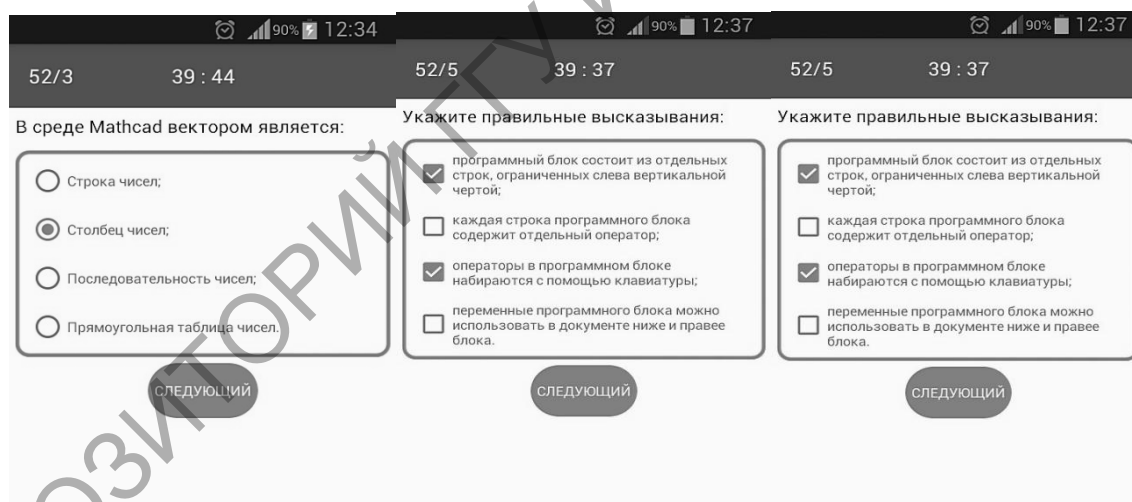 90% 12:34
52/3 39 : 44
В среде Mathcad вектором является:
Строка чисел;
Столбец чисел;
Последовательность чисел;
Прямоугольная таблица чисел.
СЛЕДУЮЩИЙ
90% 12:37
52/5 39 : 37
Укажите правильные высказывания:
программный блок состоит из отдельных
строк, ограниченных слева вертикальной
чертой;
каждая строка программного блока
содержит отдельный оператор;
операторы в программном блоке
набираются с помощью клавиатуры;
переменные программного блока можно
использовать в документе ниже и правее
блока.
СЛЕДУЮЩИЙ
90% 12:37
52/5 39 : 37
Укажите правильные высказывания:
программный блок состоит из отдельных
строк, ограниченных слева вертикальной
чертой;
каждая строка программного блока
содержит отдельный оператор;
операторы в программном блоке
набираются с помощью клавиатуры;
переменные программного блока можно
использовать в документе ниже и правее
блока.
СЛЕДУЮЩИЙ
ОЗИТОРИЙ ГГУ